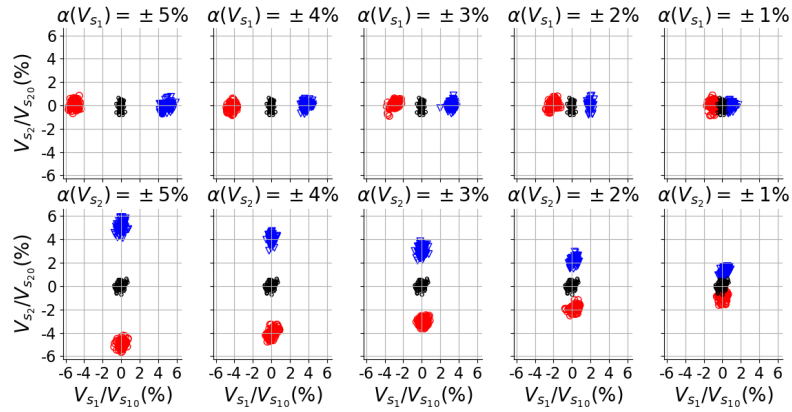 α(V_{s_1}) = ±5% α(V_{s_1}) = ±4% α(V_{s_1}) = ±3% α(V_{s_1}) = ±2% α(V_{s_1}) = ±1%
V_{s_2}/V_{s_{20}}(%)
6
4
2
0
-2
-4
-6
α(V_{s_2}) = ±5% α(V_{s_2}) = ±4% α(V_{s_2}) = ±3% α(V_{s_2}) = ±2% α(V_{s_2}) = ±1%
V_{s_2}/V_{s_{20}}(%)
6
4
2
0
-2
-4
-6
-6 -4 -2 0 2 4 6 -6 -4 -2 0 2 4 6 -6 -4 -2 0 2 4 6 -6 -4 -2 0 2 4 6 -6 -4 -2 0 2 4 6
V_{s_1}/V_{s_{10}}(%) V_{s_1}/V_{s_{10}}(%) V_{s_1}/V_{s_{10}}(%) V_{s_1}/V_{s_{10}}(%) V_{s_1}/V_{s_{10}}(%)